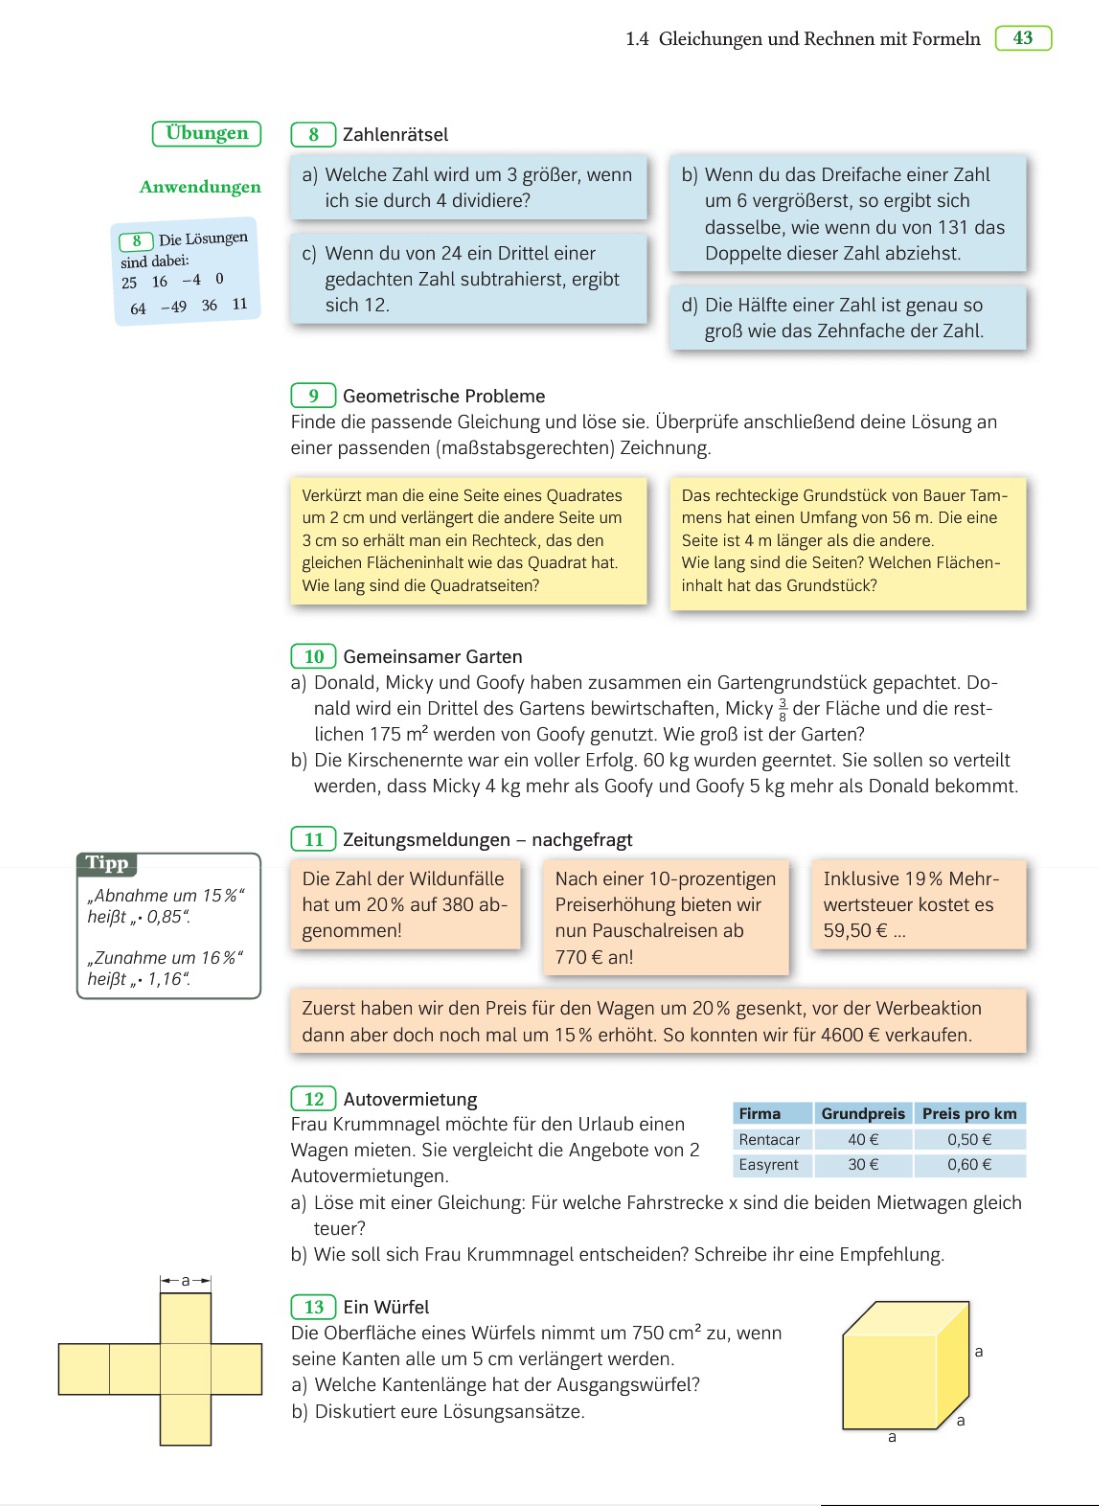 1.4 Gleichungen und Rechnen mit Formeln 43
Übungen
Anwendungen
8 Die Lösungen
sind dabei:
25 16 −4 0
64 −49 36 11
8 Zahlenrätsel
a) Welche Zahl wird um 3 größer, wenn
ich sie durch 4 dividiere?
b) Wenn du das Dreifache einer Zahl
um 6 vergrößerst, so ergibt sich
dasselbe, wie wenn du von 131 das
Doppelte dieser Zahl abziehst.
c) Wenn du von 24 ein Drittel einer
gedachten Zahl subtrahierst, ergibt
sich 12.
d) Die Hälfte einer Zahl ist genau so
groß wie das Zehnfache der Zahl.
9 Geometrische Probleme
Finde die passende Gleichung und löse sie. Überprüfe anschließend deine Lösung an
einer passenden (maßstabsgerechten) Zeichnung.
Verkürzt man die eine Seite eines Quadrates
um 2 cm und verlängert die andere Seite um
3 cm so erhält man ein Rechteck, das den
gleichen Flächeninhalt wie das Quadrat hat.
Wie lang sind die Quadratseiten?
Das rechteckige Grundstück von Bauer Tam-
mens hat einen Umfang von 56 m. Die eine
Seite ist 4 m länger als die andere.
Wie lang sind die Seiten? Welchen Flächen-
inhalt hat das Grundstück?
10 Gemeinsamer Garten
a) Donald, Micky und Goofy haben zusammen ein Gartengrundstück gepachtet. Do-
nald wird ein Drittel des Gartens bewirtschaften, Micky 3/8 der Fläche und die rest-
lichen 175 m² werden von Goofy genutzt. Wie groß ist der Garten?
b) Die Kirschenernte war ein voller Erfolg. 60 kg wurden geerntet. Sie sollen so verteilt
werden, dass Micky 4 kg mehr als Goofy und Goofy 5 kg mehr als Donald bekommt.
11 Zeitungsmeldungen – nachgefragt
Tipp
„Abnahme um 15 %“
heißt „· 0,85“.
„Zunahme um 16 %“
heißt „· 1,16“.
Die Zahl der Wildunfälle
hat um 20 % auf 380 ab-
genommen!
Nach einer 10-prozentigen
Preiserhöhung bieten wir
nun Pauschalreisen ab
770 € an!
Inklusive 19 % Mehr-
wertsteuer kostet es
59,50 € ...
Zuerst haben wir den Preis für den Wagen um 20 % gesenkt, vor der Werbeaktion
dann aber doch noch mal um 15 % erhöht. So konnten wir für 4600 € verkaufen.
12 Autovermietung
Frau Krummnagel möchte für den Urlaub einen
Wagen mieten. Sie vergleicht die Angebote von 2
Autovermietungen.
Firma Grundpreis Preis pro km
Rentacar 40 € 0,50 €
Easyrent 30 € 0,60 €
a) Löse mit einer Gleichung: Für welche Fahrstrecke x sind die beiden Mietwagen gleich
teuer?
b) Wie soll sich Frau Krummnagel entscheiden? Schreibe ihr eine Empfehlung.
a
13 Ein Würfel
Die Oberfläche eines Würfels nimmt um 750 cm² zu, wenn
seine Kanten alle um 5 cm verlängert werden.
a) Welche Kantenlänge hat der Ausgangswürfel?
b) Diskutiert eure Lösungsansätze.
a
a
a